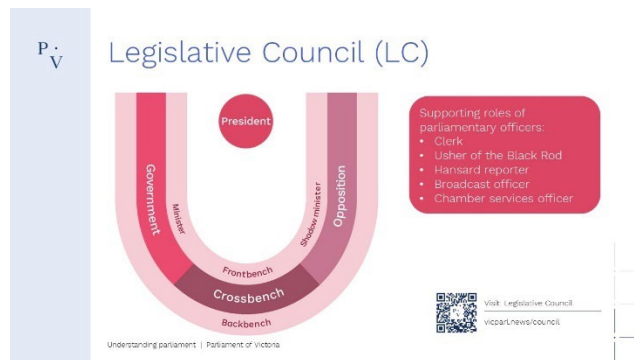 P.
V
Legislative Council (LC)
President
Government
Minister
Frontbench
Crossbench
Backbench
Shadow minister
Opposition
Supporting roles of
parliamentary officers:
• Clerk
• Usher of the Black Rod
• Hansard reporter
• Broadcast officer
• Chamber services officer
Visit: Legislative Council
vicparl.news/council
Understanding parliament | Parliament of Victoria